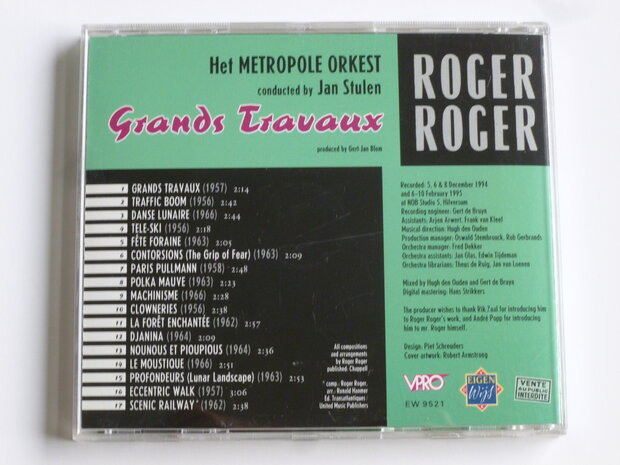 Het METROPOLE ORKEST
conducted by Jan Stulen
Grands Travaux
produced by Gert-Jan Blom
ROGER
ROGER
1 GRANDS TRAVAUX (1957) 2:14
2 TRAFFIC BOOM (1956) 2:42
3 DANSE LUNAIRE (1966) 2:44
4 TELE-SKI (1956) 2:18
5 FÊTE FORAINE (1963) 2:05
6 CONTORSIONS (The Grip of Fear) (1963) 2:09
7 PARIS PULLMANN (1958) 2:48
8 POLKA MAUVE (1963) 2:23
9 MACHINISME (1966) 2:28
10 CLOWNERIES (1956) 2:38
11 LA FORÊT ENCHANTÉE (1962) 2:57
12 DJANINA (1964) 2:09
13 NOUNOUS ET PIOUPIOUS (1964) 2:36
14 LE MOUSTIQUE (1966) 2:51
15 PROFONDEURS (Lunar Landscape) (1963) 2:53
16 ECCENTRIC WALK (1957) 3:06
17 SCENIC RAILWAY* (1962) 2:38
All compositions
and arrangements
by Roger Roger
published: Chappell
* comp.: Roger Roger,
arr.: Ronald Hanmer
Ed. Transatlantiques /
United Music Publishers
Recorded: 5, 6 & 8 December 1994
and 6-10 February 1995
at NOB Studio 5, Hilversum
Recording engineer: Gert de Bruyn
Assistants: Arjen Arwert, Frank van Kleef
Musical direction: Hugh den Ouden
Production manager: Oswald Stembrouck, Rob Gerbrands
Orchestra manager: Fred Dekker
Orchestra assistants: Jan Glas, Edwin Tijdeman
Orchestra librarians: Theus de Ruig, Jan van Loenen
Mixed by Hugh den Ouden and Gert de Bruyn
Digital mastering: Hans Strikkers
The producer wishes to thank Rik Zaal for introducing him
to Roger Roger's work, and André Popp for introducing
him to mr. Roger himself.
Design: Piet Schreuders
Cover artwork: Robert Armstrong
VPRO
EIGEN
Wijs
VENTE
AU PUBLIC
INTERDITE
EW 9521